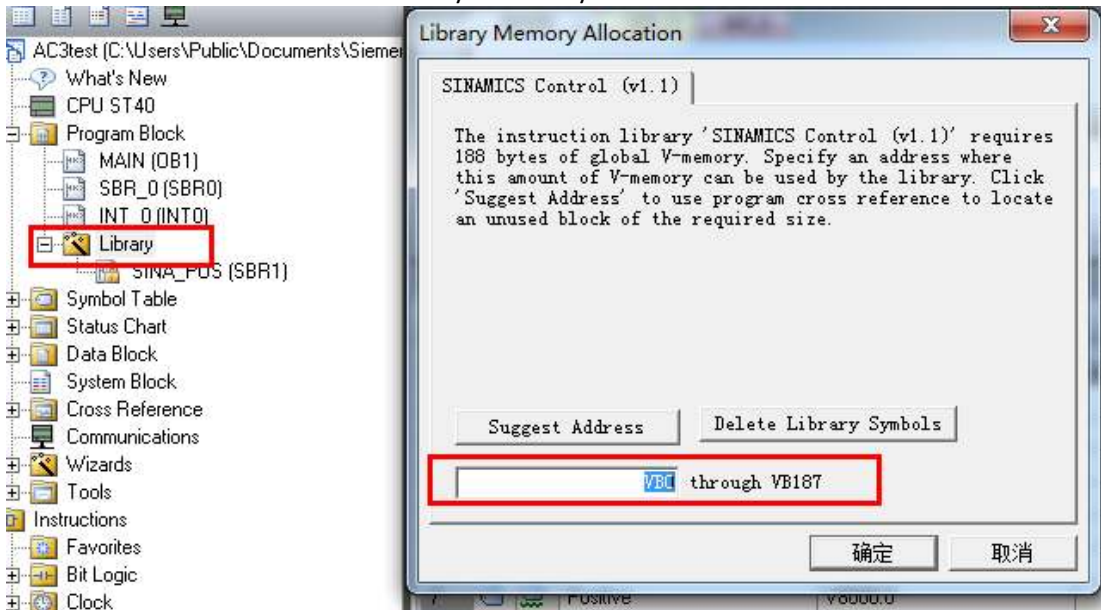 AC3test (C:\Users\Public\Documents\Sieme
What's New
CPU ST40
Program Block
MAIN (OB1)
SBR_0 (SBR0)
INT_0 (INT0)
Library
SINA_POS (SBR1)
Symbol Table
Status Chart
Data Block
System Block
Cross Reference
Communications
Wizards
Tools
Instructions
Favorites
Bit Logic
Clock
Library Memory Allocation
SINAMICS Control (v1.1)
The instruction library 'SINAMICS Control (v1.1)' requires
188 bytes of global V-memory. Specify an address where
this amount of V-memory can be used by the library. Click
'Suggest Address' to use program cross reference to locate
an unused block of the required size.
Suggest Address
Delete Library Symbols
VB0 through VB187
确定
取消
7 Positive V8000.0